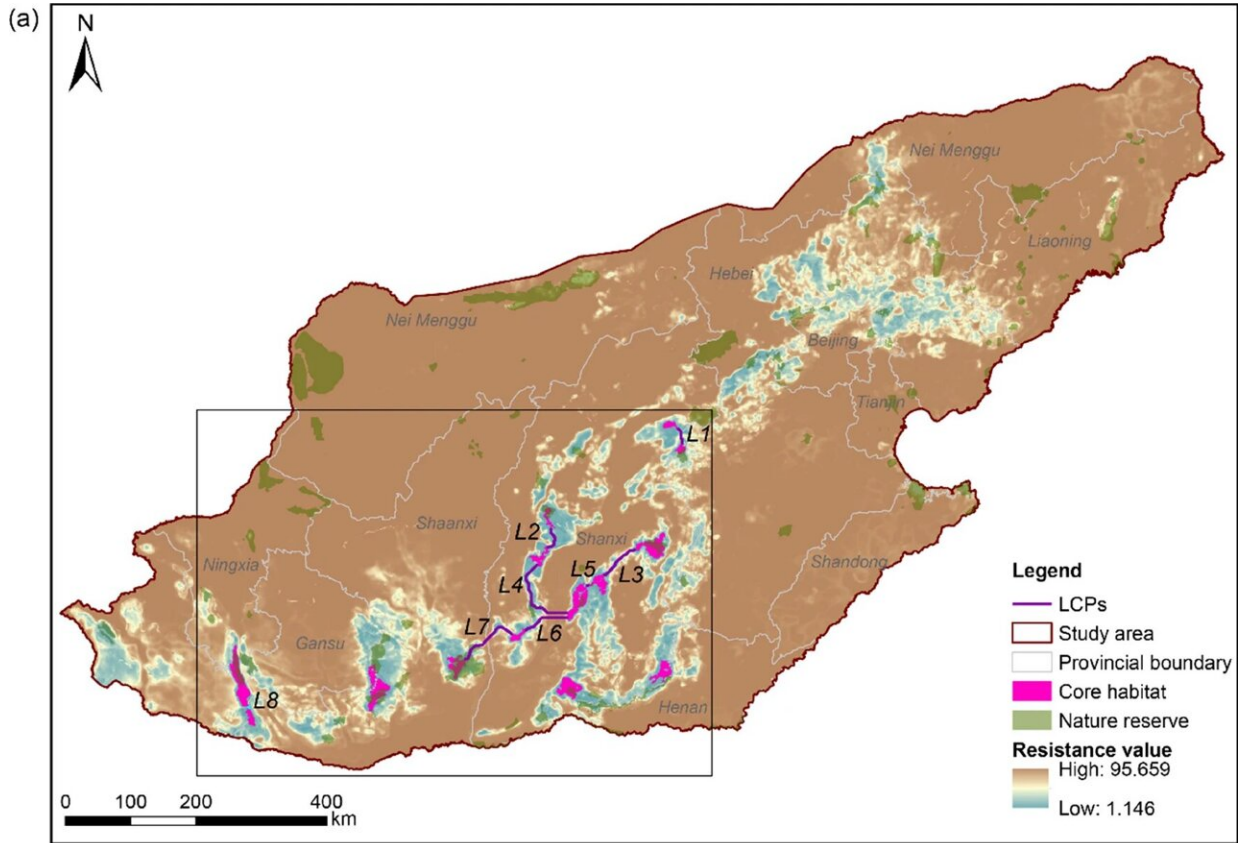 (a)
N
Nei Menggu
Liaoning
Hebei
Nei Menggu
Beijing
Tianjin
L1
Shaanxi
L2
Shanxi
Shandong
Ningxia
L5
L3
L4
L7
L6
Gansu
L8
Henan
Legend
LCPs
Study area
Provincial boundary
Core habitat
Nature reserve
Resistance value
High: 95.659
Low: 1.146
0 100 200 400
km